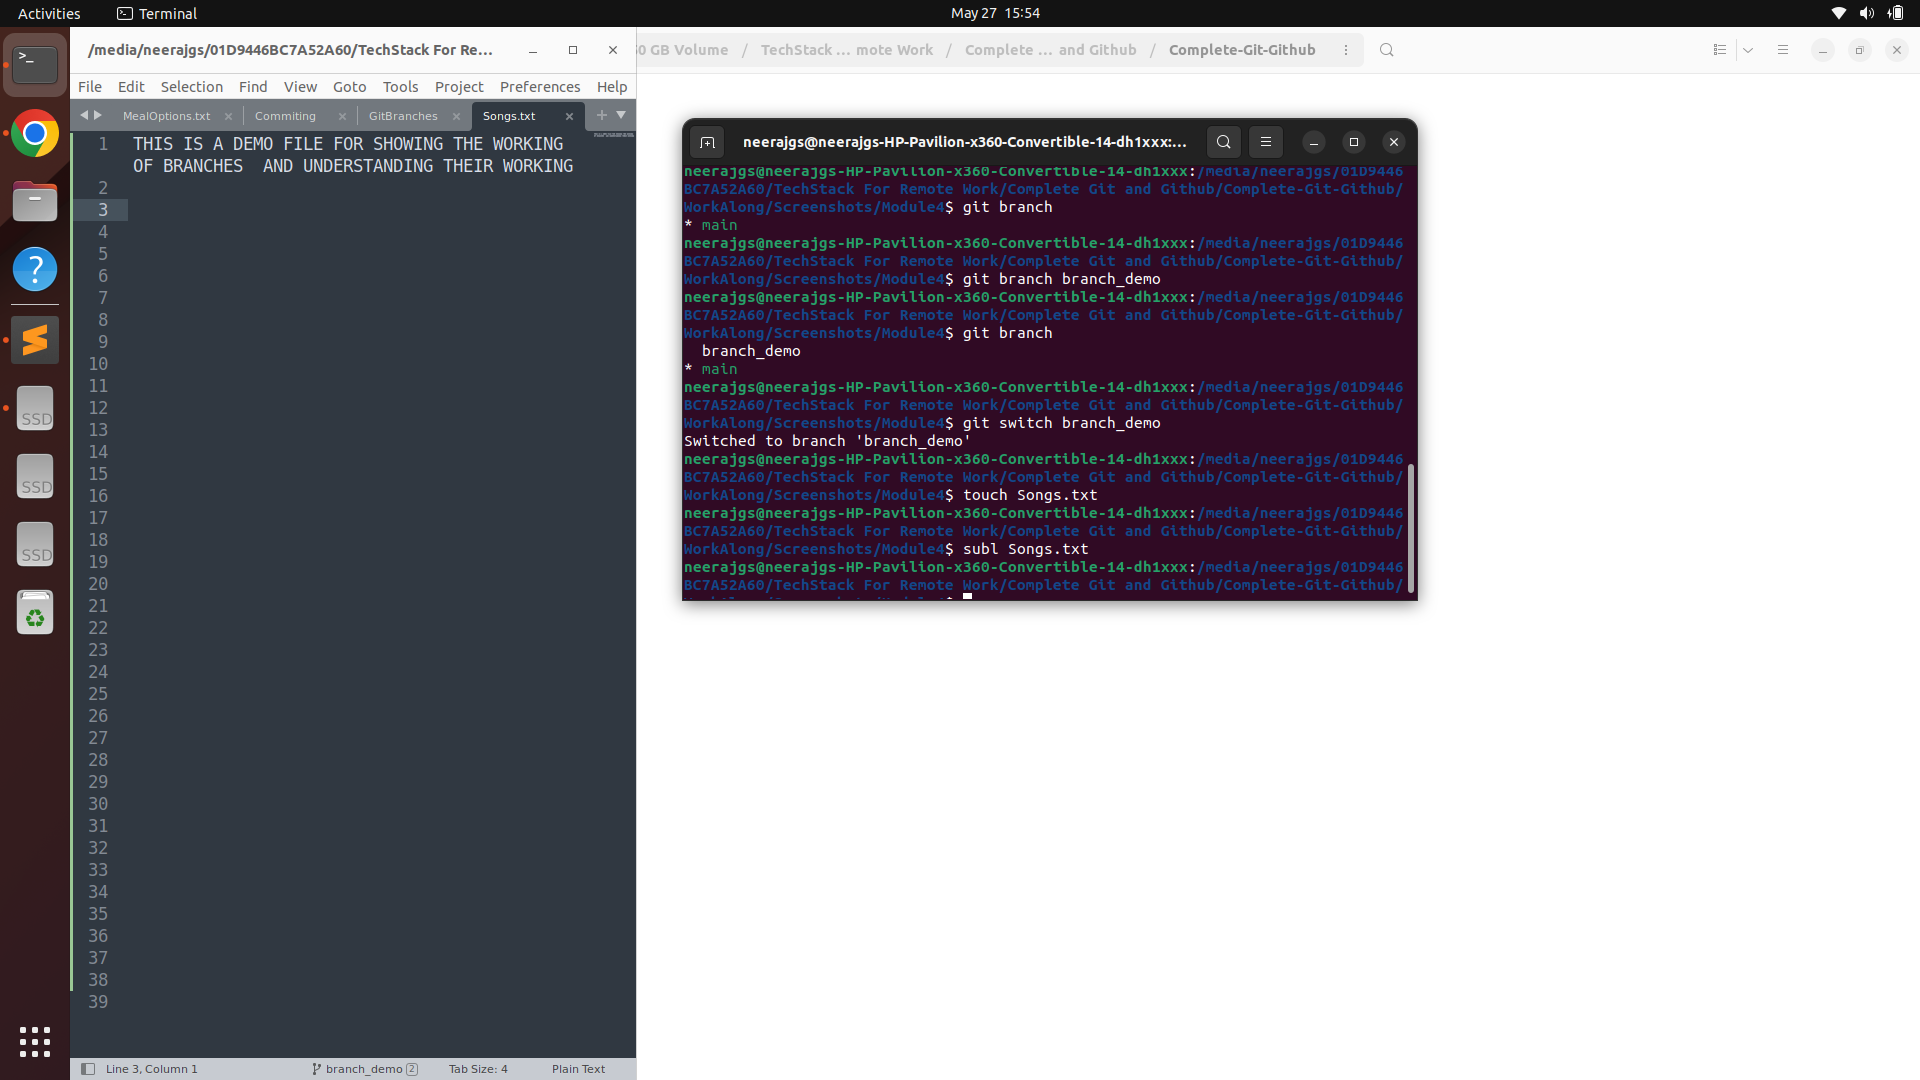 Activities
Terminal
May 27 15:54
/media/neerajgs/01D9446BC7A52A60/TechStack For Re...
File Edit Selection Find View Goto Tools Project Preferences Help
MealOptions.txt
Commiting
GitBranches
Songs.txt
1 THIS IS A DEMO FILE FOR SHOWING THE WORKING
OF BRANCHES  AND UNDERSTANDING THEIR WORKING
2
3
4
5
6
7
8
9
10
11
12
13
14
15
16
17
18
19
20
21
22
23
24
25
26
27
28
29
30
31
32
33
34
35
36
37
38
39
Line 3, Column 1
branch_demo 2
Tab Size: 4
Plain Text
SSD
SSD
SSD
GB Volume / TechStack ... mote Work / Complete ... and Github / Complete-Git-Github
neerajgs@neerajgs-HP-Pavilion-x360-Convertible-14-dh1xxx:...
neerajgs@neerajgs-HP-Pavilion-x360-Convertible-14-dh1xxx:/media/neerajgs/01D9446
BC7A52A60/TechStack For Remote Work/Complete Git and Github/Complete-Git-Github/
WorkAlong/Screenshots/Module4$ git branch
* main
neerajgs@neerajgs-HP-Pavilion-x360-Convertible-14-dh1xxx:/media/neerajgs/01D9446
BC7A52A60/TechStack For Remote Work/Complete Git and Github/Complete-Git-Github/
WorkAlong/Screenshots/Module4$ git branch branch_demo
neerajgs@neerajgs-HP-Pavilion-x360-Convertible-14-dh1xxx:/media/neerajgs/01D9446
BC7A52A60/TechStack For Remote Work/Complete Git and Github/Complete-Git-Github/
WorkAlong/Screenshots/Module4$ git branch
branch_demo
* main
neerajgs@neerajgs-HP-Pavilion-x360-Convertible-14-dh1xxx:/media/neerajgs/01D9446
BC7A52A60/TechStack For Remote Work/Complete Git and Github/Complete-Git-Github/
WorkAlong/Screenshots/Module4$ git switch branch_demo
Switched to branch 'branch_demo'
neerajgs@neerajgs-HP-Pavilion-x360-Convertible-14-dh1xxx:/media/neerajgs/01D9446
BC7A52A60/TechStack For Remote Work/Complete Git and Github/Complete-Git-Github/
WorkAlong/Screenshots/Module4$ touch Songs.txt
neerajgs@neerajgs-HP-Pavilion-x360-Convertible-14-dh1xxx:/media/neerajgs/01D9446
BC7A52A60/TechStack For Remote Work/Complete Git and Github/Complete-Git-Github/
WorkAlong/Screenshots/Module4$ subl Songs.txt
neerajgs@neerajgs-HP-Pavilion-x360-Convertible-14-dh1xxx:/media/neerajgs/01D9446
BC7A52A60/TechStack For Remote Work/Complete Git and Github/Complete-Git-Github/